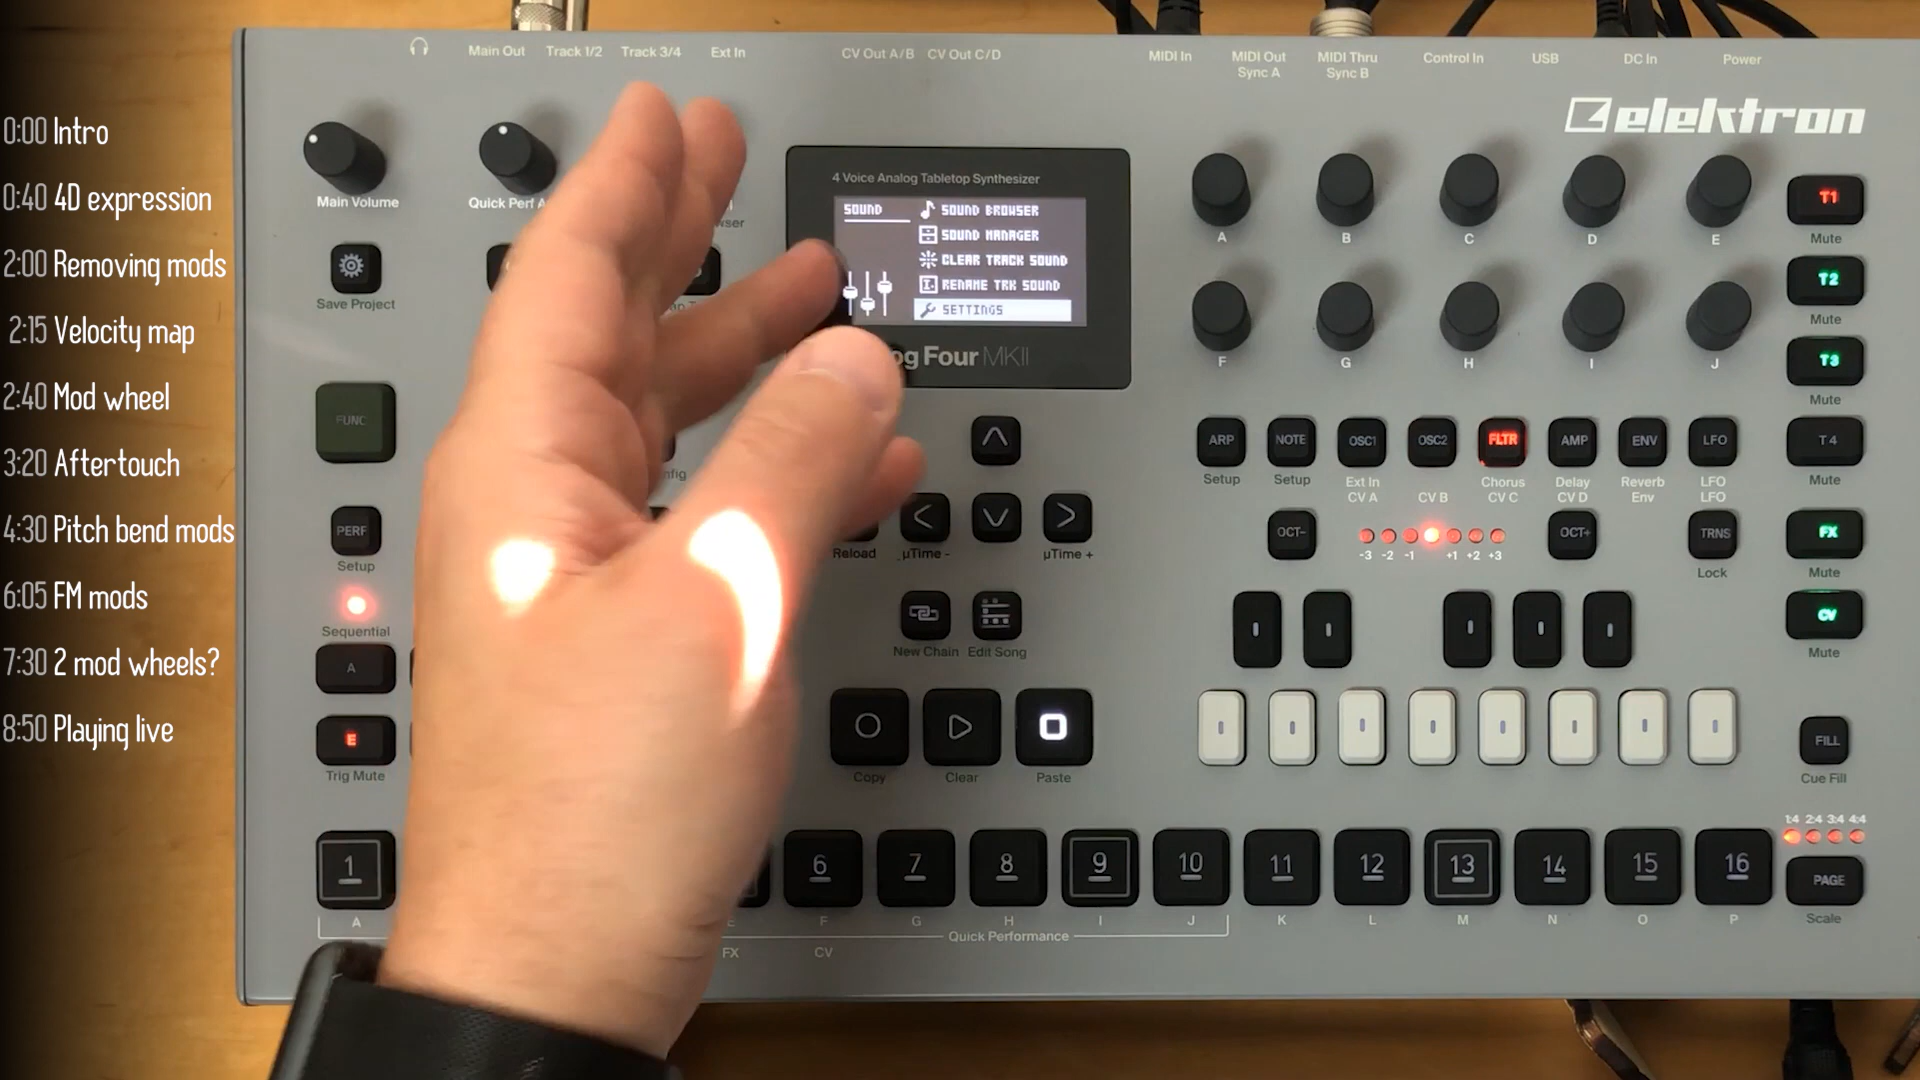 0:00 Intro
0:40 4D expression
2:00 Removing mods
2:15 Velocity map
2:40 Mod wheel
3:20 Aftertouch
4:30 Pitch bend mods
6:05 FM mods
7:30 2 mod wheels?
8:50 Playing live
Main Out Track 1/2 Track 3/4 Ext In CV Out A/B CV Out C/D MIDI In MIDI Out MIDI Thru Control In USB DC In Power
Sync A Sync B
elektron
Main Volume
Quick Perf
4 Voice Analog Tabletop Synthesizer
SOUND
SOUND BROWSER
SOUND MANAGER
CLEAR TRACK SOUND
RENAME TRK SOUND
SETTINGS
Four MKII
A B C D E
F G H I J
T1
Mute
T2
Mute
T3
Mute
T4
Mute
FX
Mute
CV
Mute
Save Project
FUNC
PERF
Setup
Sequential
A
E
Trig Mute
Reload µTime - µTime +
New Chain Edit Song
Copy Clear Paste
ARP NOTE OSC1 OSC2 FLTR AMP ENV LFO
Setup Setup Ext In Chorus Delay Reverb LFO
CV A CV B CV C CV D Env LFO
OCT- OCT+ TRNS
-3 -2 -1 +1 +2 +3
Lock
FILL
Cue Fill
1:4 2:4 3:4 4:4
PAGE
Scale
1 6 7 8 9 10 11 12 13 14 15 16
A E F G H I J K L M N O P
Quick Performance
FX CV